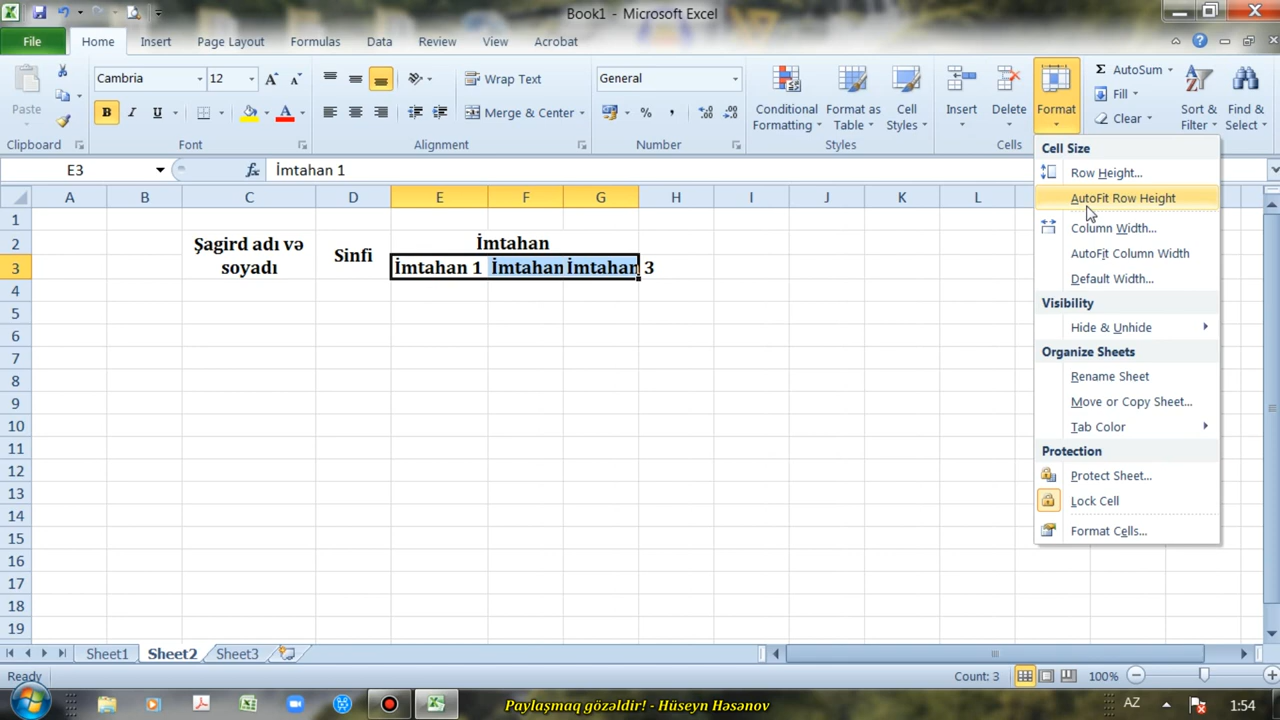 Book1 - Microsoft Excel
File Home Insert Page Layout Formulas Data Review View Acrobat
Paste
Clipboard
Cambria 12
B I U A
Font
Wrap Text
Merge & Center
Alignment
General
%
Number
Conditional Formatting
Format as Table
Cell Styles
Styles
Insert
Delete
Format
Cells
AutoSum
Fill
Clear
Sort & Filter
Find & Select
Cell Size
Row Height...
AutoFit Row Height
Column Width...
AutoFit Column Width
Default Width...
Visibility
Hide & Unhide
Organize Sheets
Rename Sheet
Move or Copy Sheet...
Tab Color
Protection
Protect Sheet...
Lock Cell
Format Cells...
E3 fx İmtahan 1
A B C D E F G H I J K L
1
2 Şagird adı və soyadı Sinfi İmtahan
3 İmtahan 1 İmtahan İmtahan 3
4
5
6
7
8
9
10
11
12
13
14
15
16
17
18
19
Sheet1 Sheet2 Sheet3
Ready Count: 3 100%
Paylaşmaq gözəldir! - Hüseyn Həsənov
AZ 1:54